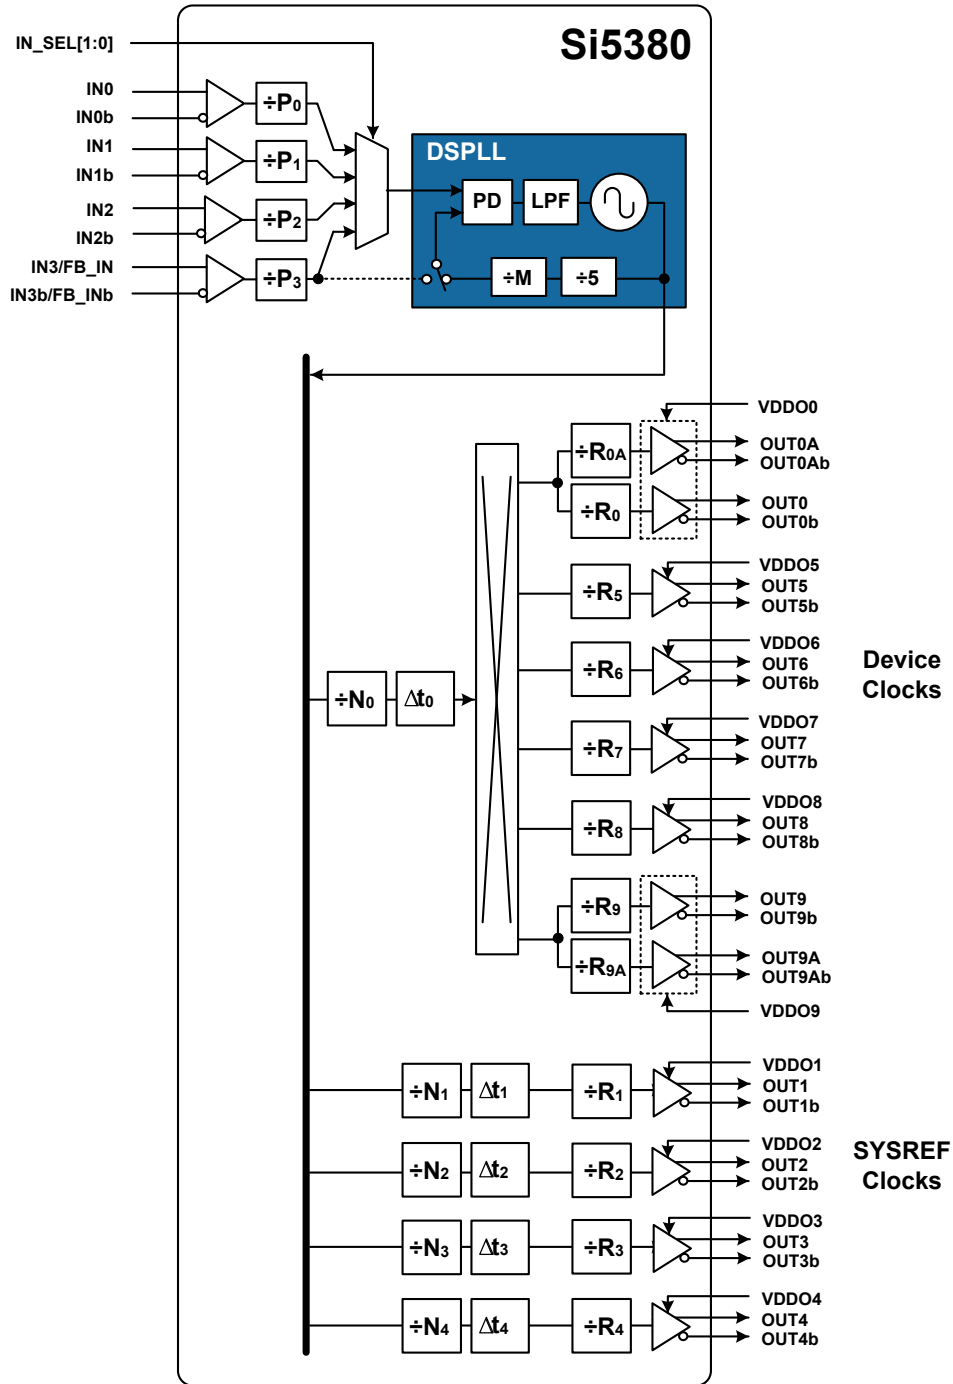 Si5380
IN_SEL[1:0]
IN0
IN0b
÷P0
IN1
IN1b
÷P1
IN2
IN2b
÷P2
IN3/FB_IN
IN3b/FB_INb
÷P3
DSPLL
PD
LPF
÷M
÷5
VDDO0
÷R0A
OUT0A
OUT0Ab
÷R0
OUT0
OUT0b
VDDO5
÷R5
OUT5
OUT5b
VDDO6
÷R6
OUT6
OUT6b
Device
Clocks
÷N0
Δt0
VDDO7
÷R7
OUT7
OUT7b
VDDO8
÷R8
OUT8
OUT8b
÷R9
OUT9
OUT9b
÷R9A
OUT9A
OUT9Ab
VDDO9
÷N1
Δt1
÷R1
VDDO1
OUT1
OUT1b
÷N2
Δt2
÷R2
VDDO2
OUT2
OUT2b
SYSREF
Clocks
÷N3
Δt3
÷R3
VDDO3
OUT3
OUT3b
÷N4
Δt4
÷R4
VDDO4
OUT4
OUT4b